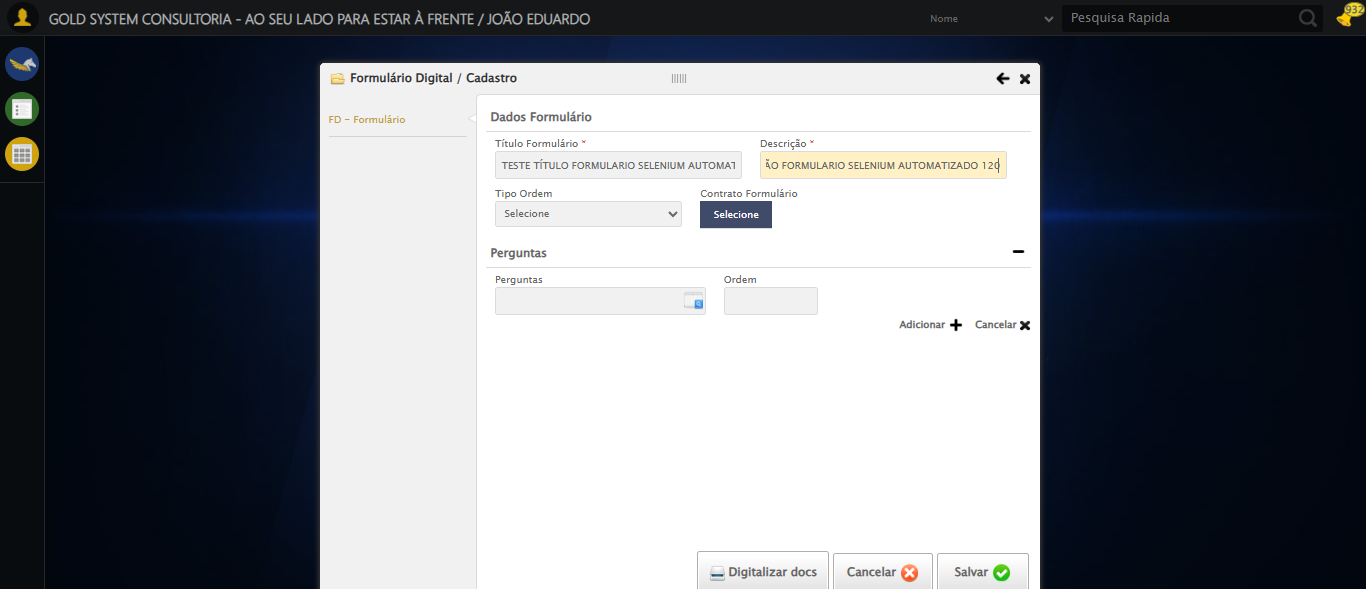 GOLD SYSTEM CONSULTORIA - AO SEU LADO PARA ESTAR À FRENTE / JOÃO EDUARDO
Nome
Pesquisa Rapida
932
Formulário Digital / Cadastro
FD - Formulário
Dados Formulário
Título Formulário *
Descrição *
TESTE TÍTULO FORMULARIO SELENIUM AUTOMAT
ÃO FORMULARIO SELENIUM AUTOMATIZADO 120
Tipo Ordem
Contrato Formulário
Selecione
Selecione
Perguntas
Perguntas
Ordem
Adicionar
Cancelar
Digitalizar docs
Cancelar
Salvar